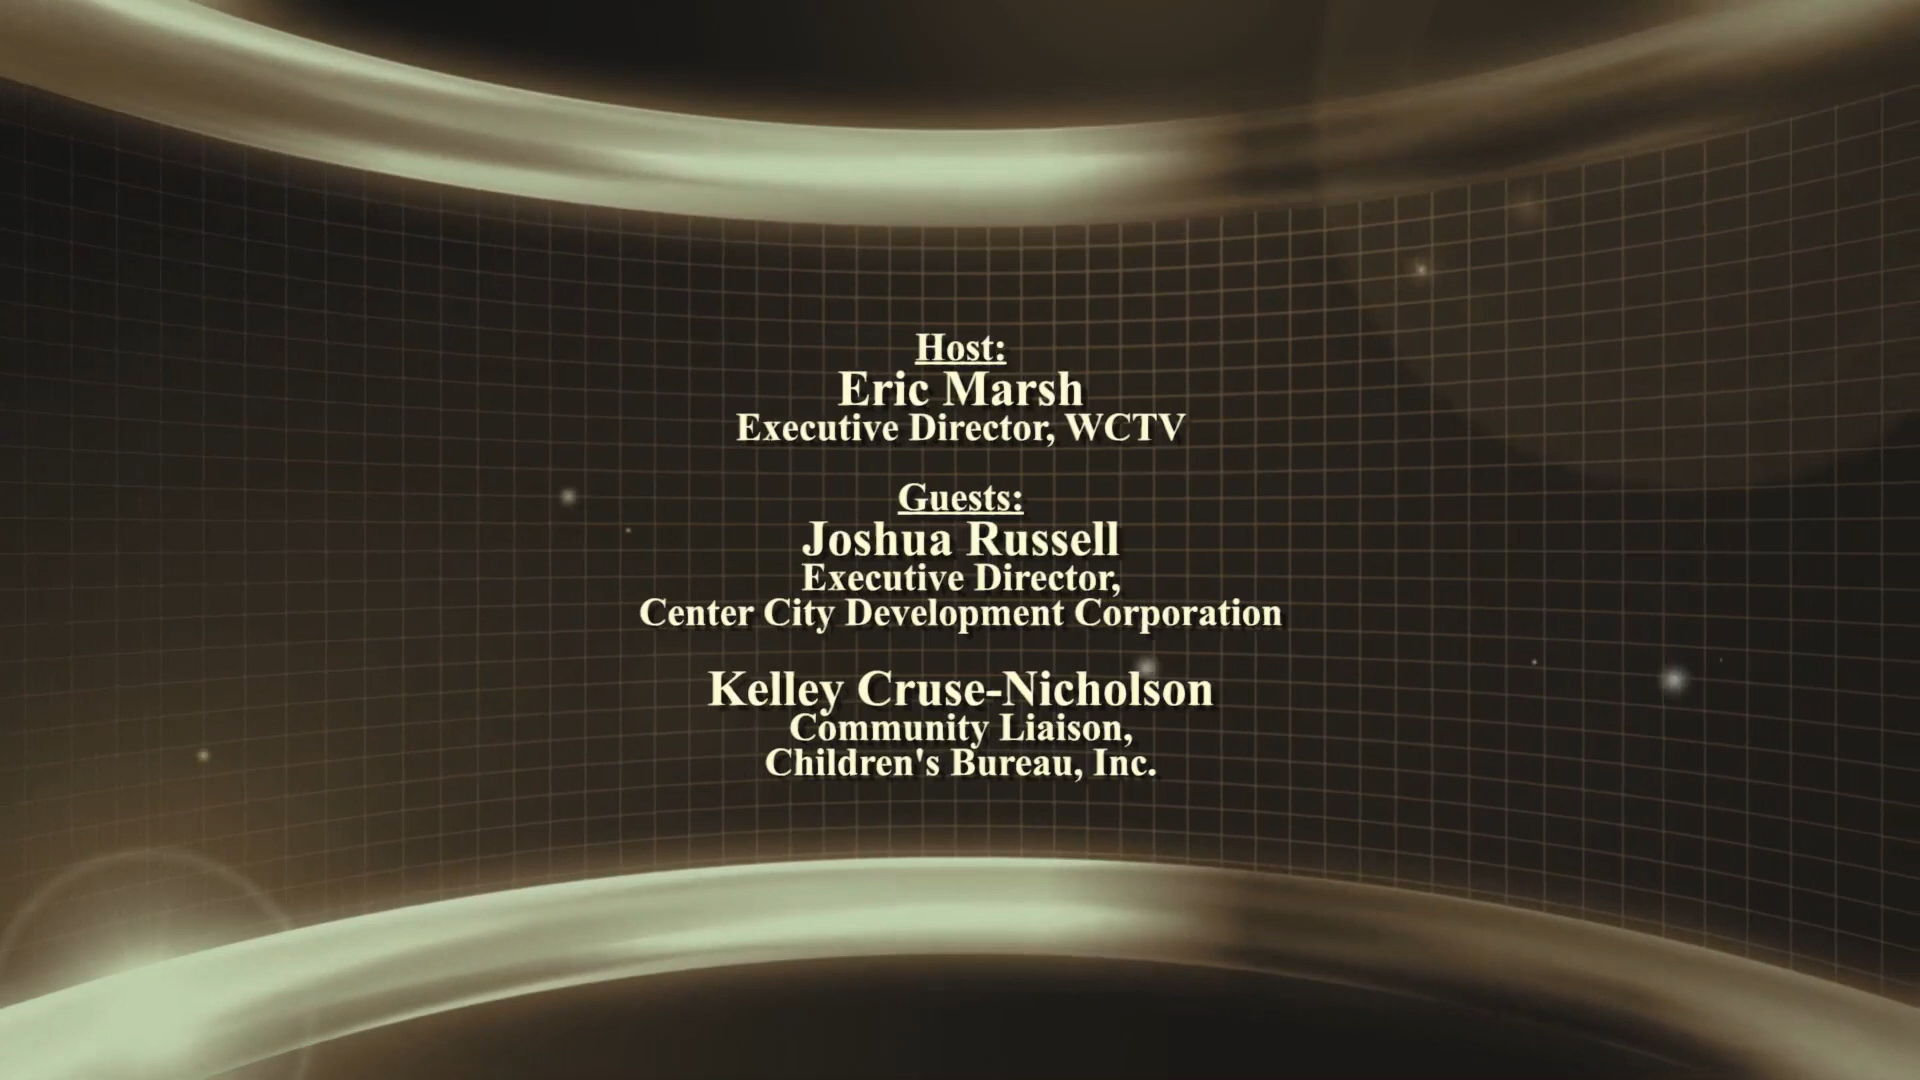 Host:
Eric Marsh
Executive Director, WCTV
Guests:
Joshua Russell
Executive Director,
Center City Development Corporation
Kelley Cruse-Nicholson
Community Liaison,
Children's Bureau, Inc.